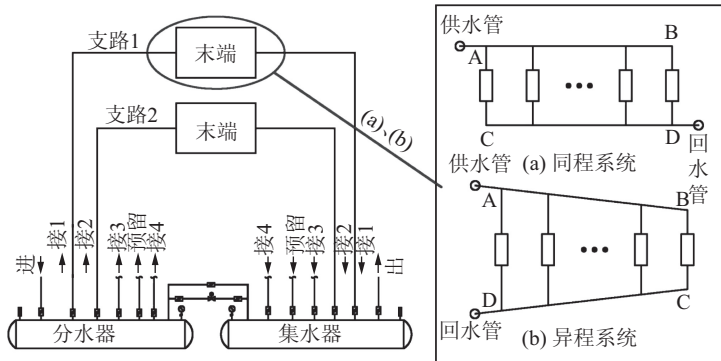 支路1
末端
支路2
末端
(a)、(b)
进
接1
接2
接3
预留
接4
接4
预留
接3
接2
接1
出
分水器
集水器
供水管
A
B
C
D
回水管
(a) 同程系统
供水管
A
B
D
C
回水管
(b) 异程系统